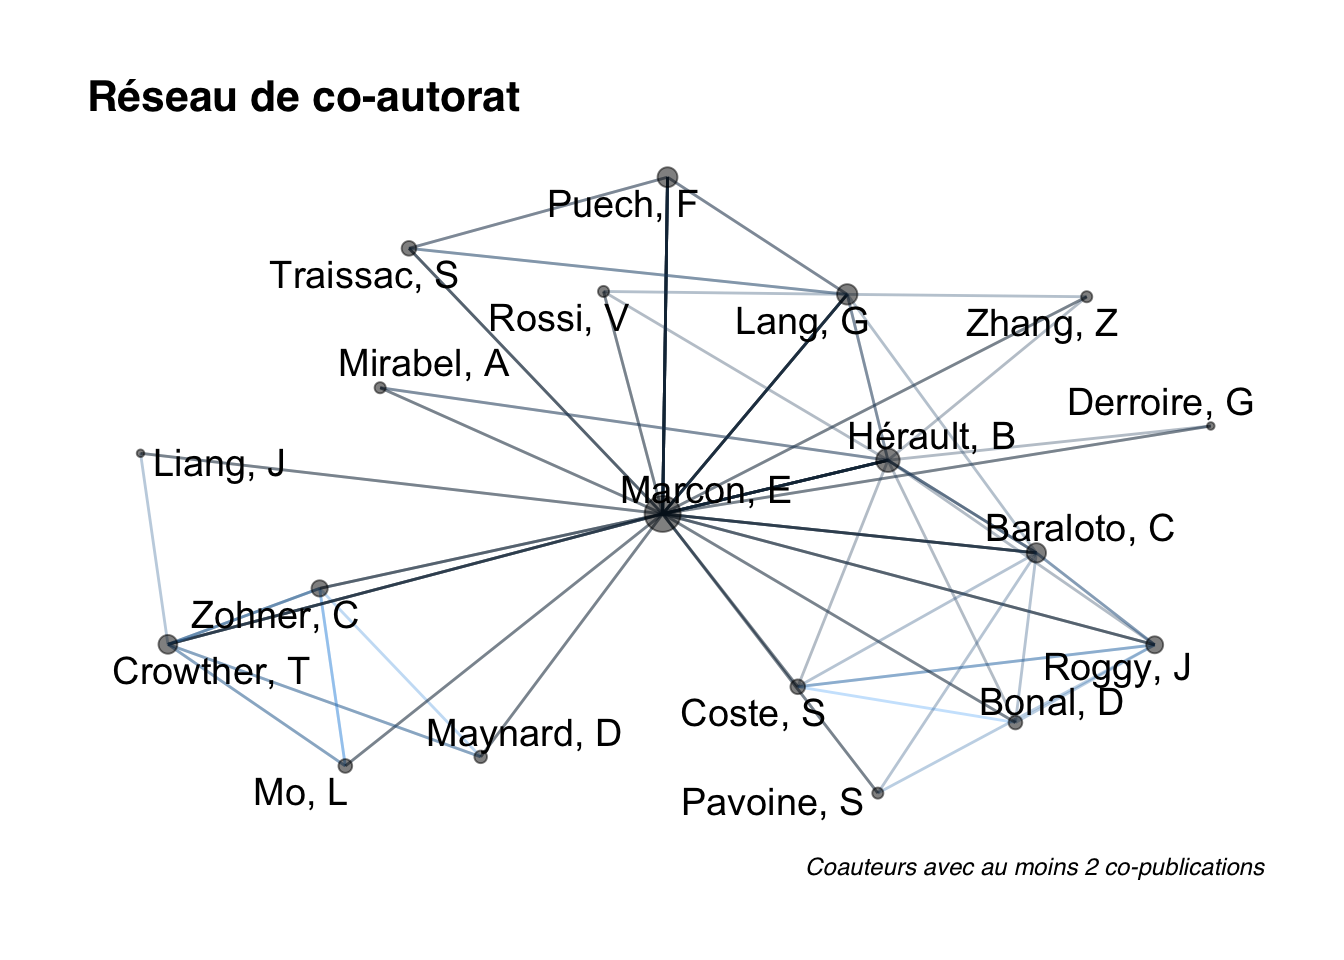 Réseau de co-autorat
Puech, F
Traissac, S
Rossi, V
Lang, G
Zhang, Z
Mirabel, A
Derroire, G
Hérault, B
Liang, J
Marcon, E
Baraloto, C
Zohner, C
Crowther, T
Roggy, J
Bonal, D
Coste, S
Maynard, D
Mo, L
Pavoine, S
Coauteurs avec au moins 2 co-publications